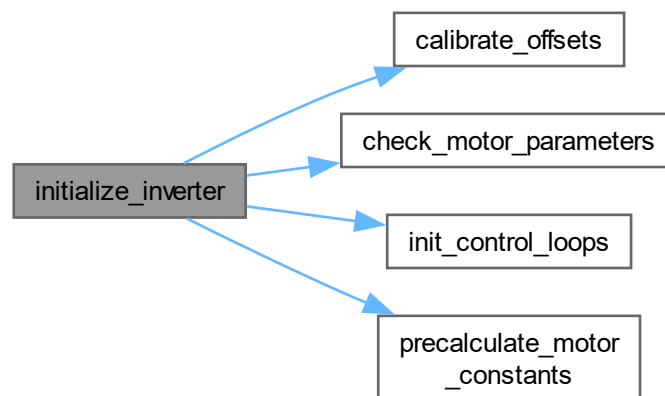 calibrate_offsets
check_motor_parameters
initialize_inverter
init_control_loops
precalculate_motor
_constants